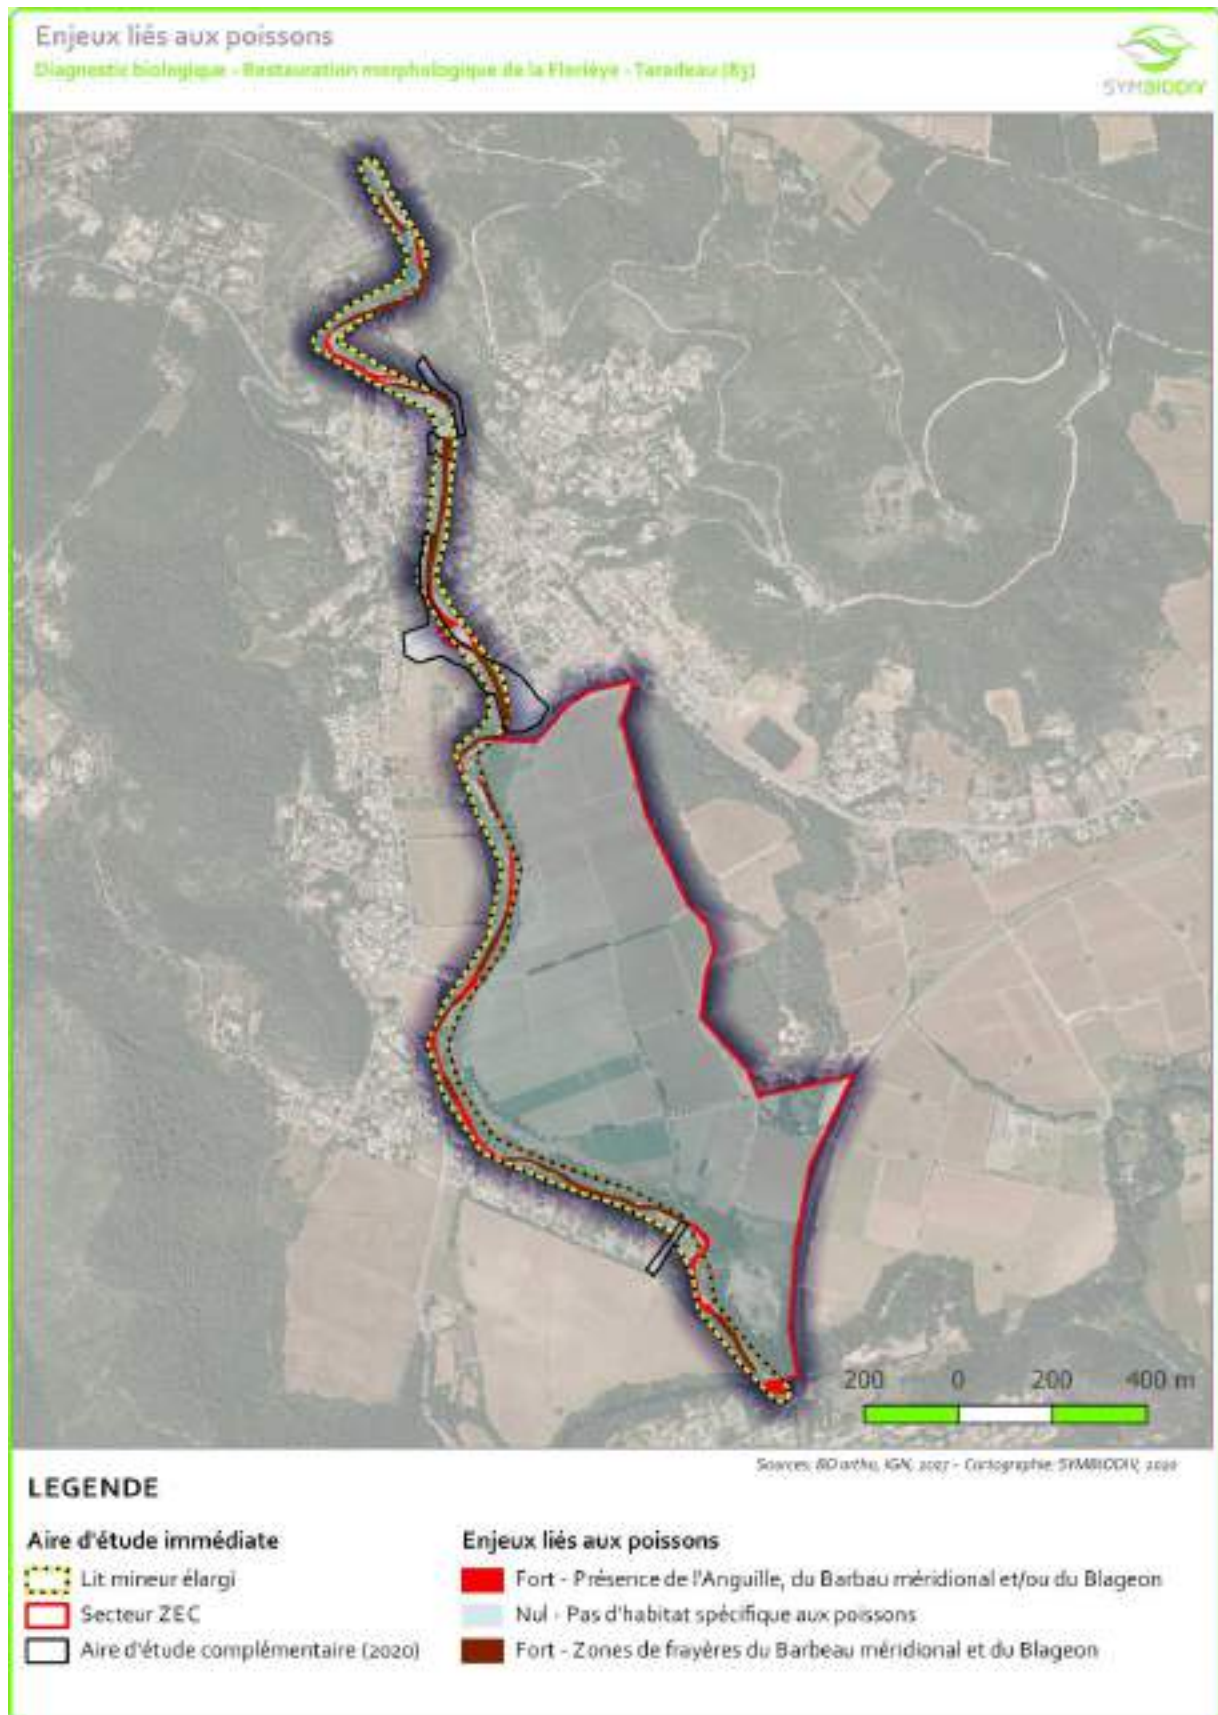 Enjeux liés aux poissons
Diagnostic biologique - Restauration morphologique de la Florièye - Taradeau (83)
SYMBIODIV
200 0 200 400 m
Sources: BD ortho, IGN, 2017 - Cartographie: SYMBIODIV, 2020
LEGENDE
Aire d'étude immédiate
Lit mineur élargi
Secteur ZEC
Aire d'étude complémentaire (2020)
Enjeux liés aux poissons
Fort - Présence de l'Anguille, du Barbau méridional et/ou du Blageon
Nul - Pas d'habitat spécifique aux poissons
Fort - Zones de frayères du Barbeau méridional et du Blageon